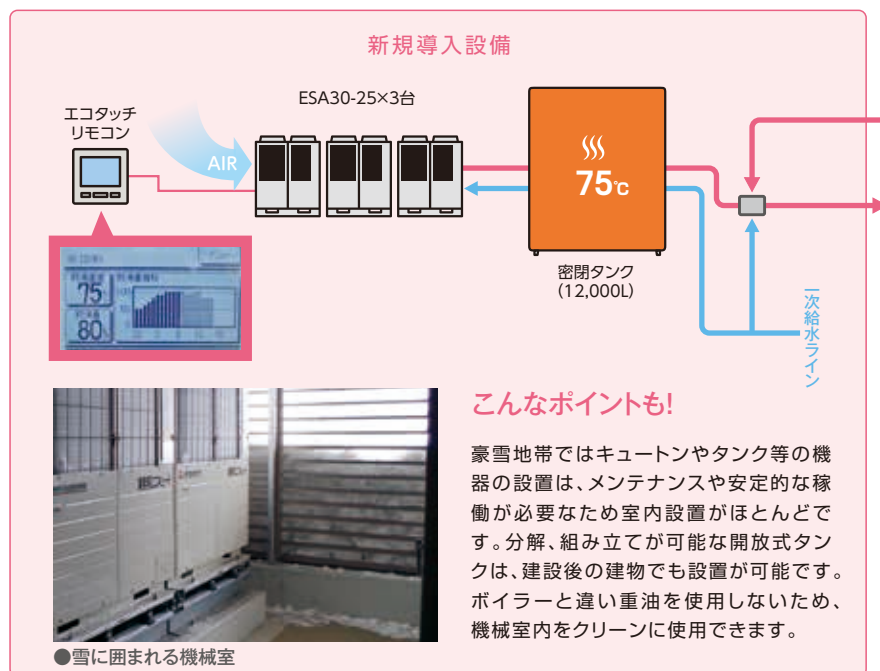 新規導入設備
ESA30-25×3台
エコタッチ
リモコン
AIR
75℃
75
80
密閉タンク
(12,000L)
一次給水ライン
こんなポイントも!
豪雪地帯ではキュートンやタンク等の機
器の設置は、メンテナンスや安定的な稼
働が必要なため室内設置がほとんどで
す。分解、組み立てが可能な開放式タン
クは、建設後の建物でも設置が可能です。
ボイラーと違い重油を使用しないため、
機械室内をクリーンに使用できます。
●雪に囲まれる機械室